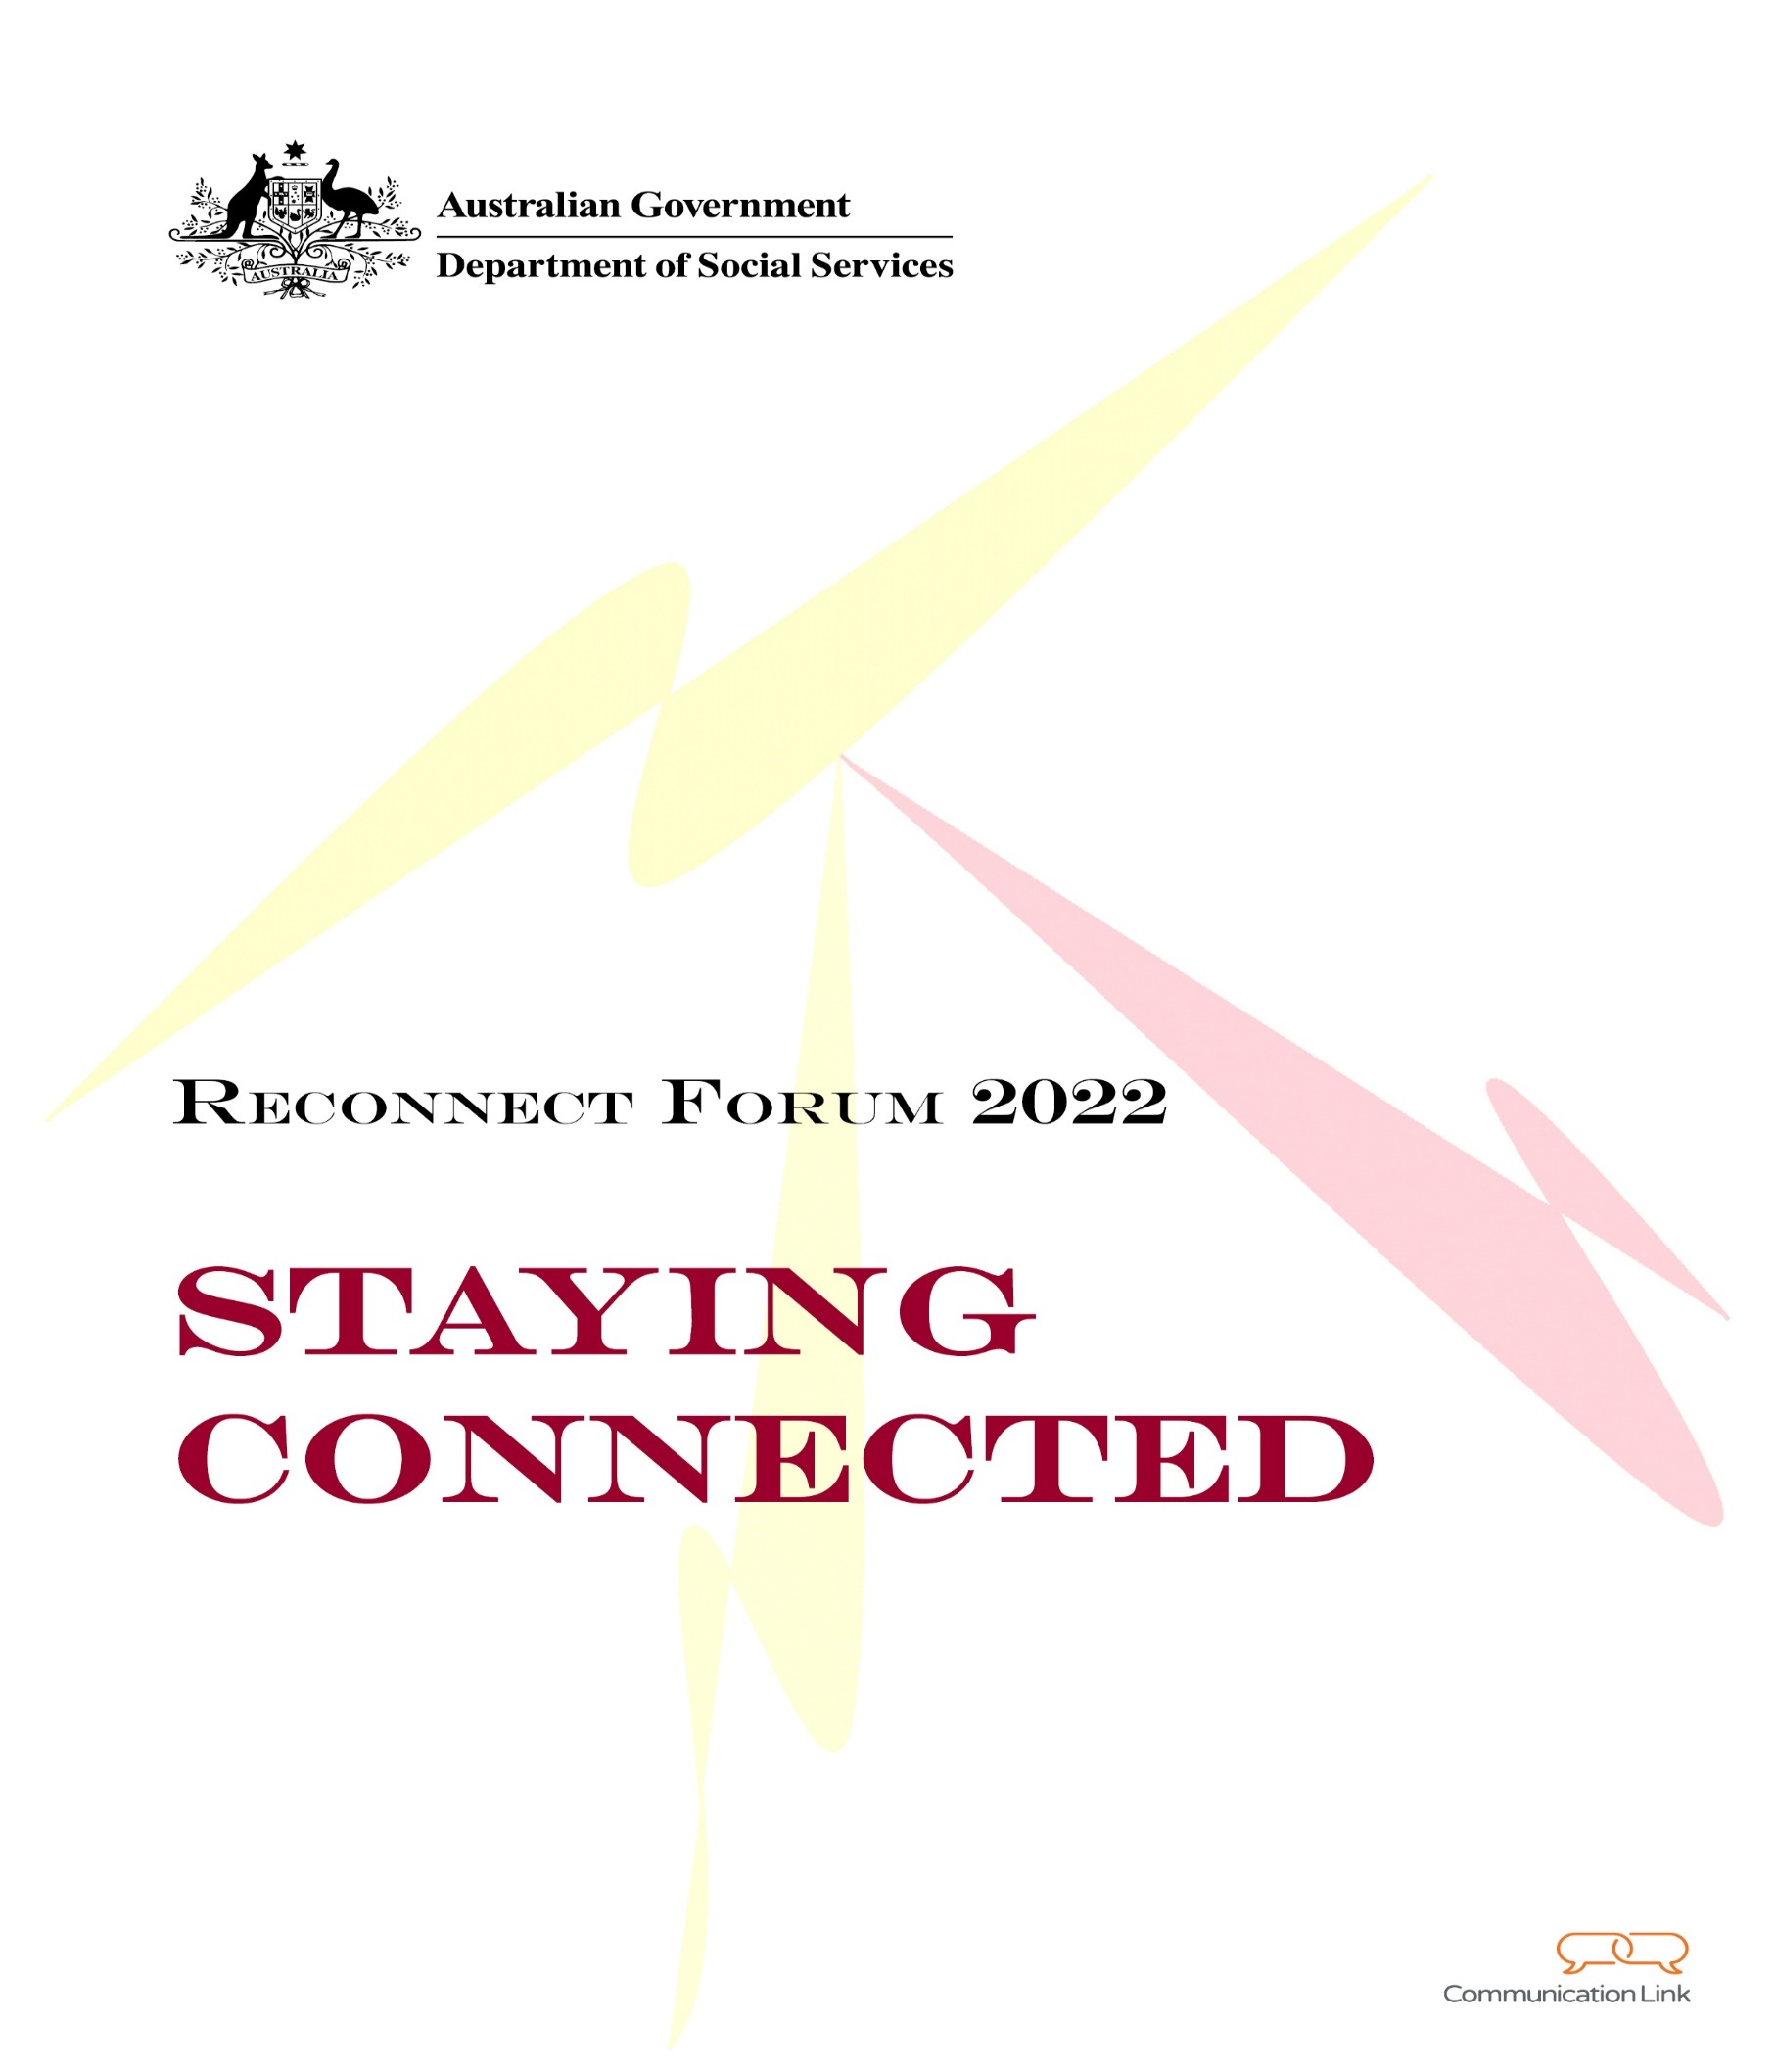 Australian Government
Department of Social Services
AUSTRALIA
Reconnect Forum 2022
STAYING
CONNECTED
Communication Link